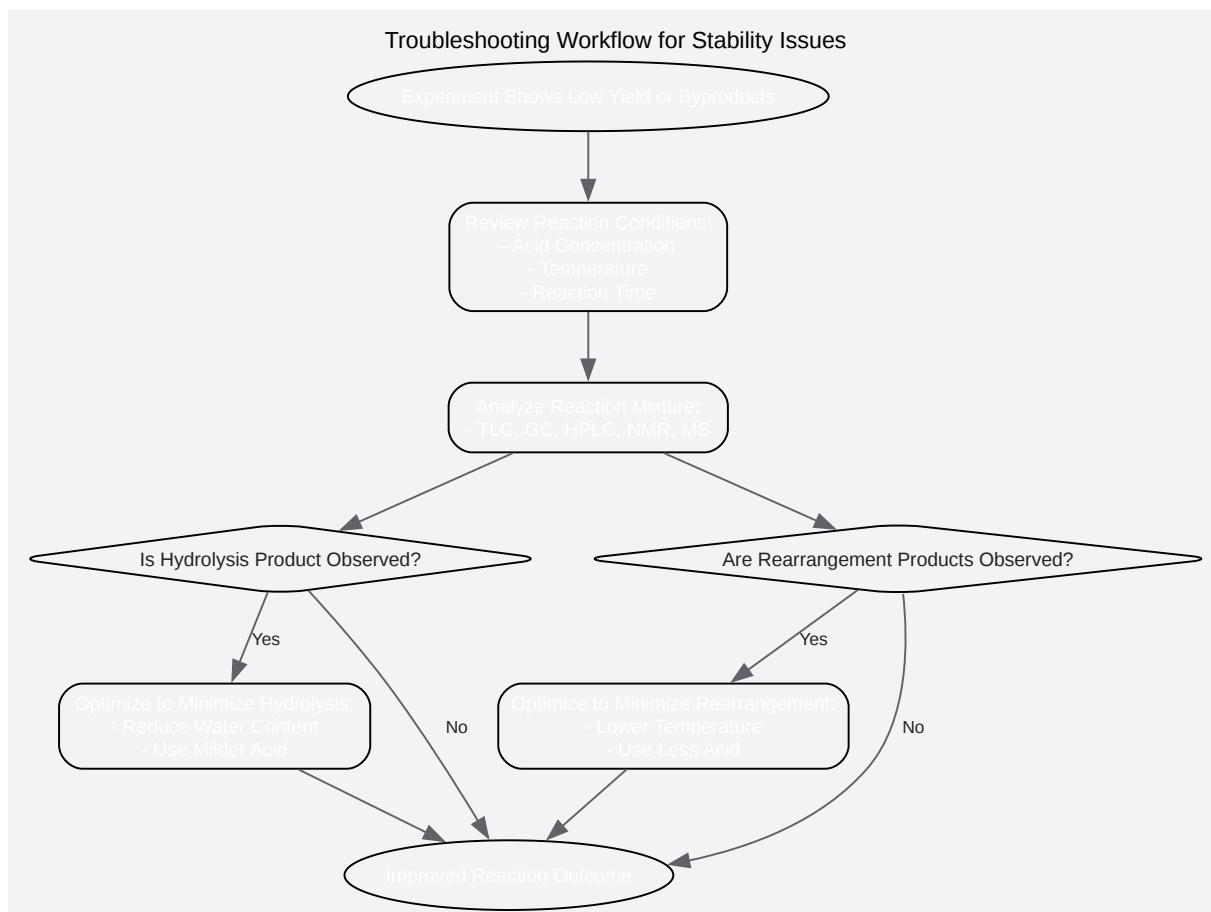 Troubleshooting Workflow for Stability Issues
Experiment Shows Low Yield or Byproducts
Review Reaction Conditions:
- Acid Concentration
- Temperature
- Reaction Time
Analyze Reaction Mixture:
- TLC, GC, HPLC, NMR, MS
Is Hydrolysis Product Observed?
Are Rearrangement Products Observed?
Yes
Yes
Optimize to Minimize Hydrolysis:
- Reduce Water Content
- Use Milder Acid
No
Optimize to Minimize Rearrangement:
- Lower Temperature
- Use Less Acid
No
Improved Reaction Outcome